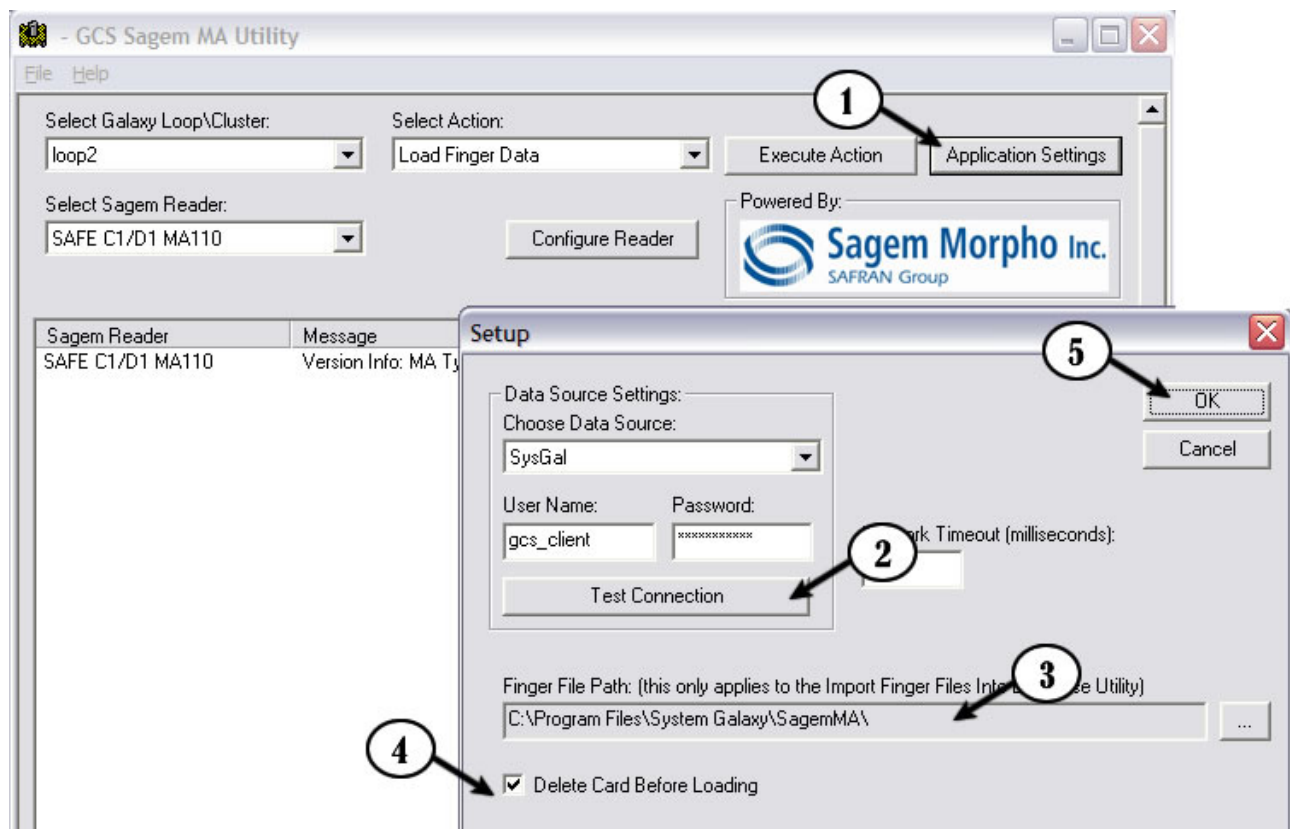 - GCS Sagem MA Utility
File Help
1
Select Galaxy Loop\Cluster: Select Action:
loop2 Load Finger Data Execute Action Application Settings
Select Sagem Reader: Powered By:
SAFE C1/D1 MA110 Configure Reader Sagem Morpho Inc.
SAFRAN Group
Sagem Reader Message
SAFE C1/D1 MA110 Version Info: MA Ty
Setup
5
Data Source Settings: OK
Choose Data Source:
SysGal Cancel
User Name: Password:
gcs_client ***********
2 Timeout (milliseconds):
Test Connection
Finger File Path: (this only applies to the Import Finger Files Into 3 Utility)
C:\Program Files\System Galaxy\SagemMA\ ...
4
Delete Card Before Loading